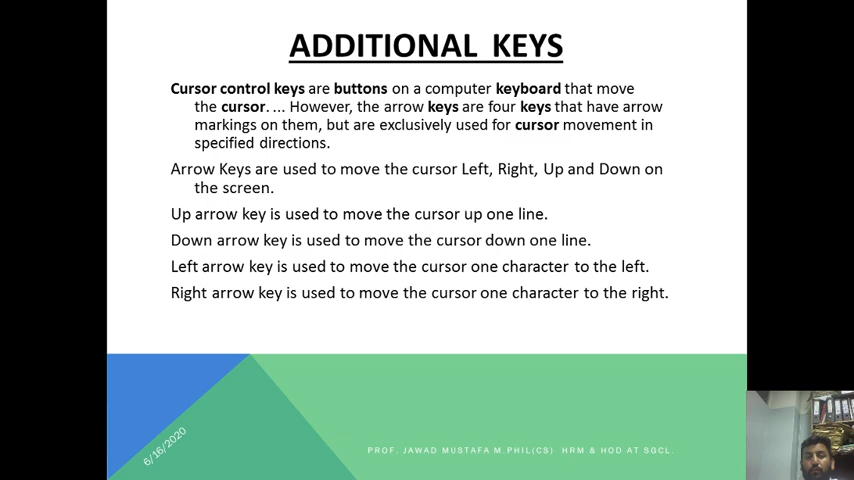 ADDITIONAL KEYS
Cursor control keys are buttons on a computer keyboard that move
the cursor. ... However, the arrow keys are four keys that have arrow
markings on them, but are exclusively used for cursor movement in
specified directions.
Arrow Keys are used to move the cursor Left, Right, Up and Down on
the screen.
Up arrow key is used to move the cursor up one line.
Down arrow key is used to move the cursor down one line.
Left arrow key is used to move the cursor one character to the left.
Right arrow key is used to move the cursor one character to the right.
6/16/2020
PROF. JAWAD MUSTAFA M.PHIL(CS) HRM & HOD AT SGCL.